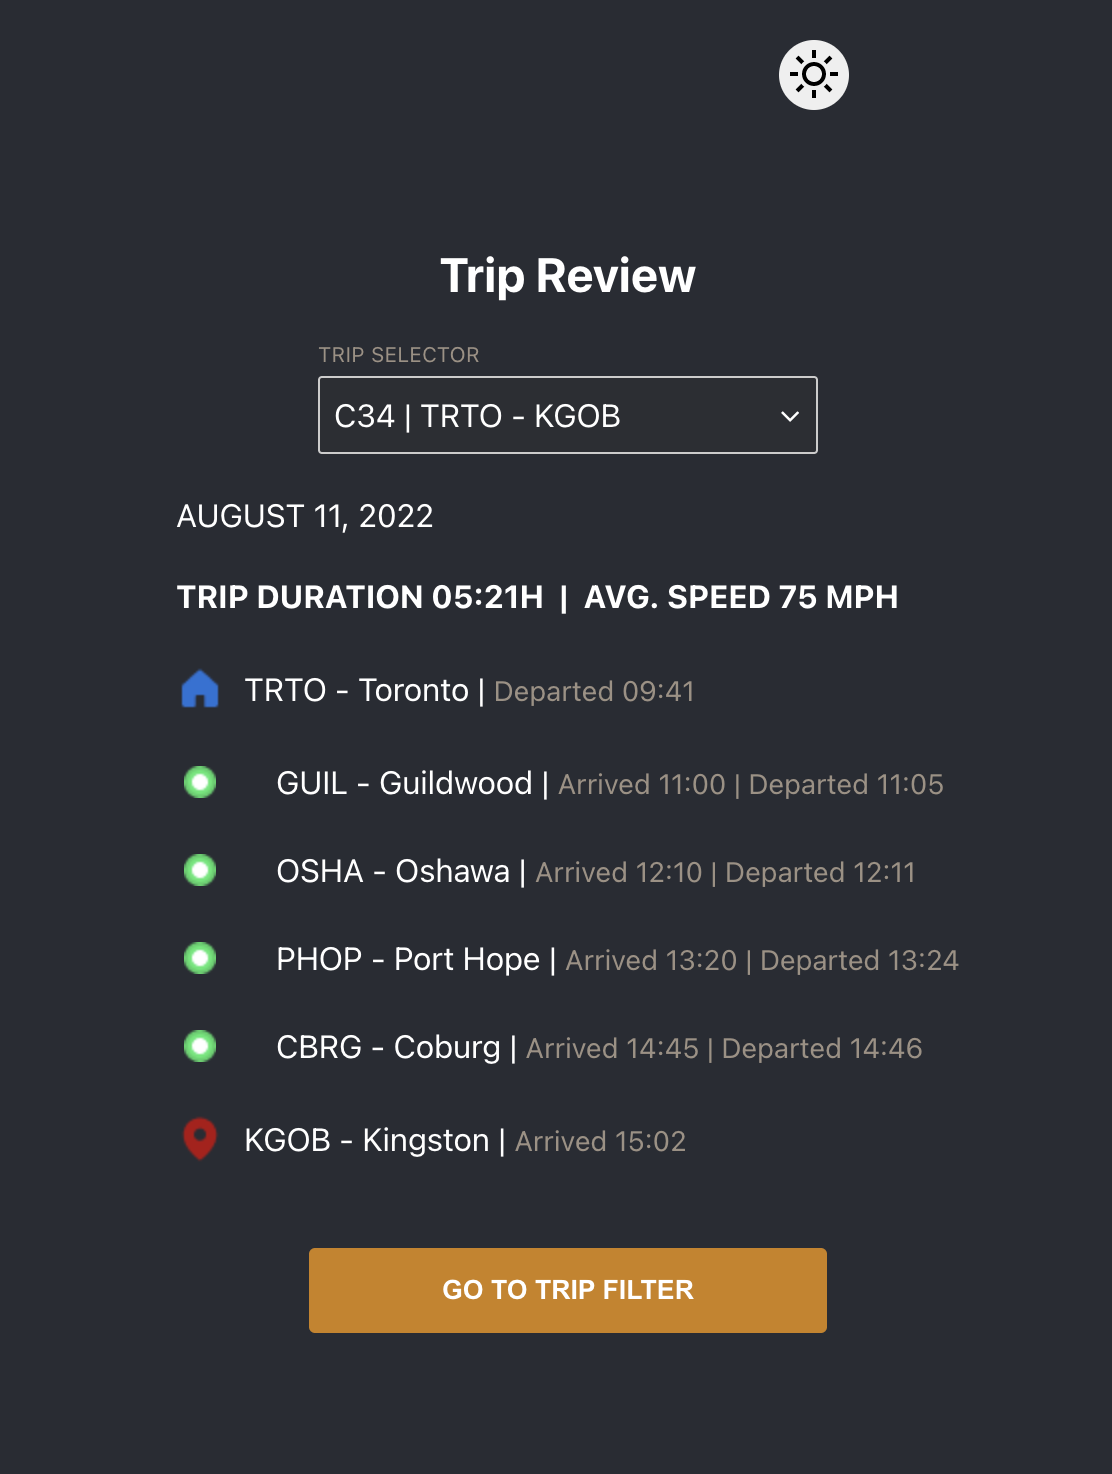 Trip Review
TRIP SELECTOR
C34 | TRTO - KGOB
AUGUST 11, 2022
TRIP DURATION 05:21H | AVG. SPEED 75 MPH
TRTO - Toronto | Departed 09:41
GUIL - Guildwood | Arrived 11:00 | Departed 11:05
OSHA - Oshawa | Arrived 12:10 | Departed 12:11
PHOP - Port Hope | Arrived 13:20 | Departed 13:24
CBRG - Coburg | Arrived 14:45 | Departed 14:46
KGOB - Kingston | Arrived 15:02
GO TO TRIP FILTER